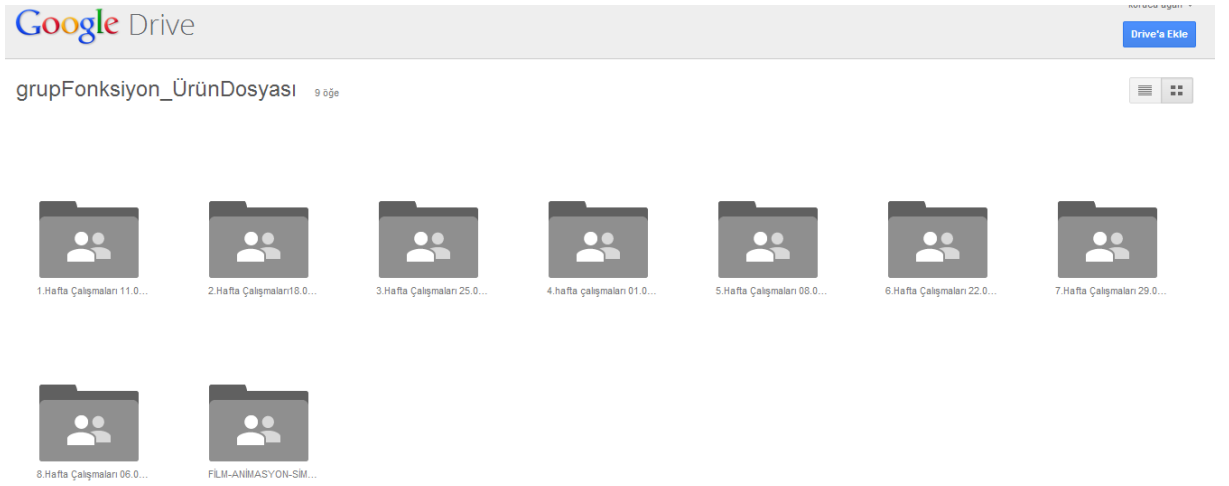 Google Drive
Drive'a Ekle
grupFonksiyon_ÜrünDosyası 9 öğe
1.Hafta Çalışmaları 11.0...
2.Hafta Çalışmaları18.0...
3.Hafta Çalışmaları 25.0...
4.hafta çalışmaları 01.0...
5.Hafta Çalışmaları 08.0...
6.Hafta Çalışmaları 22.0...
7.Hafta Çalışmaları 29.0...
8.Hafta Çalışmaları 06.0...
FİLM-ANİMASYON-SİM...